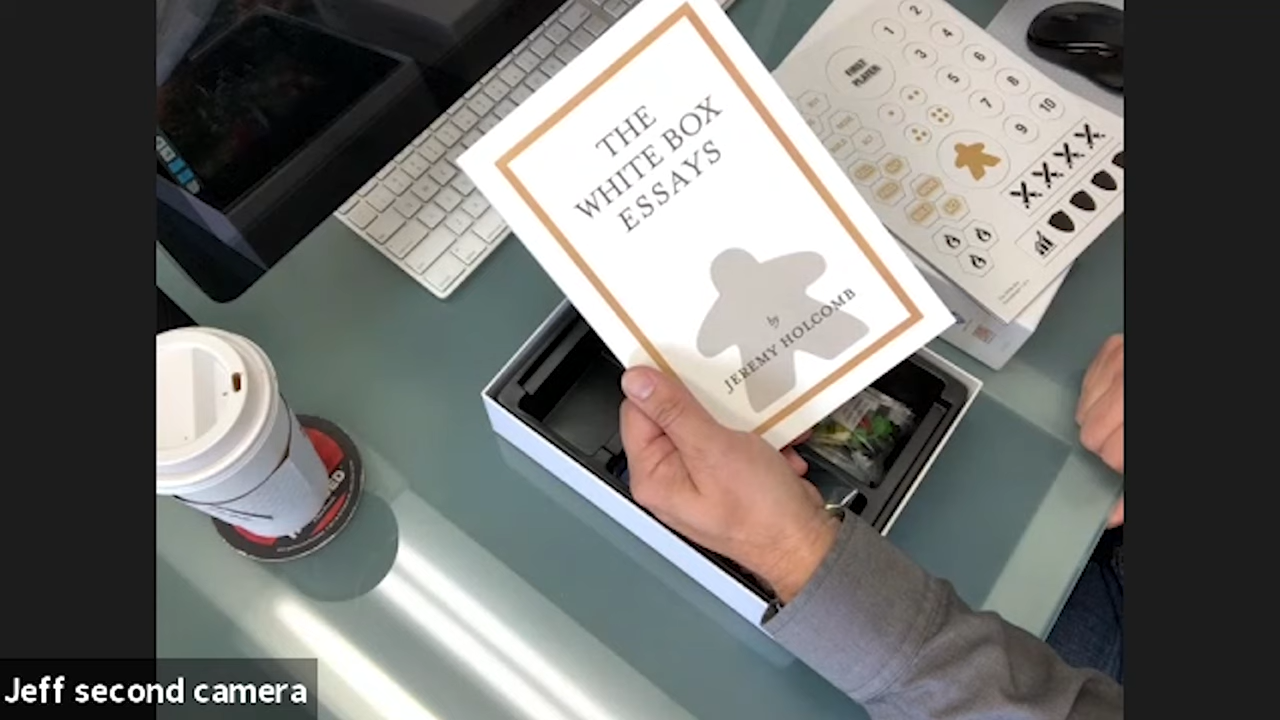 THE
WHITE BOX
ESSAYS
by
JEREMY HOLCOMB
FIRST
PLAYER
1
2
3
4
5
6
7
8
9
10
Jeff second camera